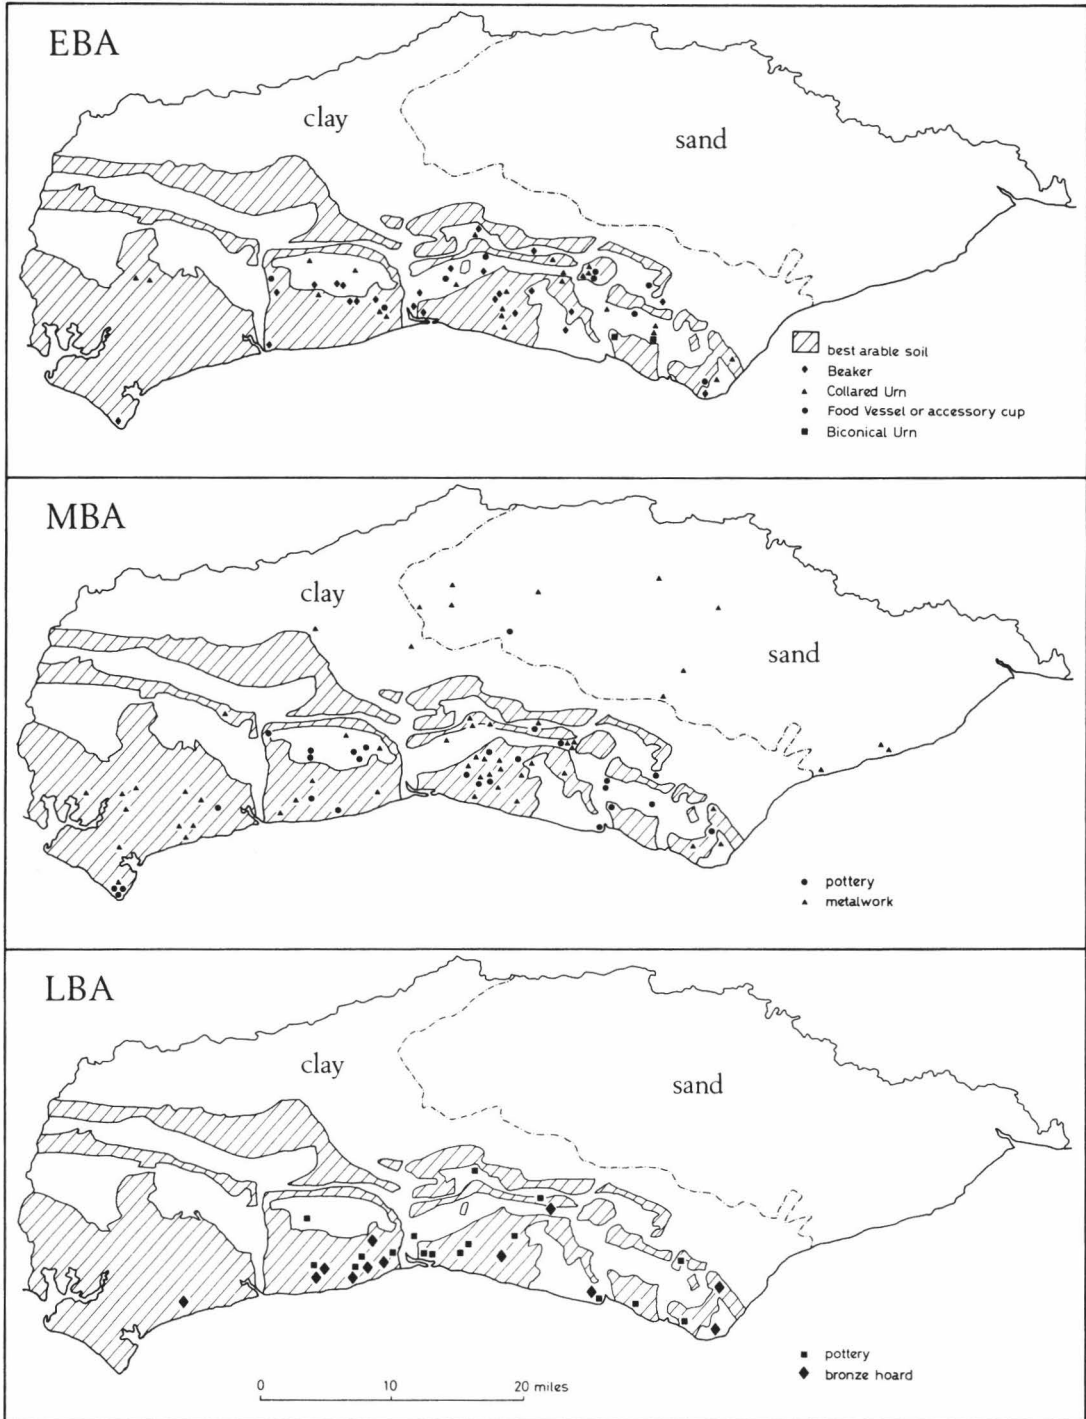 EBA
clay
sand
best arable soil
Beaker
Collared Urn
Food Vessel or accessory cup
Biconical Urn
MBA
clay
sand
pottery
metalwork
LBA
clay
sand
pottery
bronze hoard
0 10 20 miles